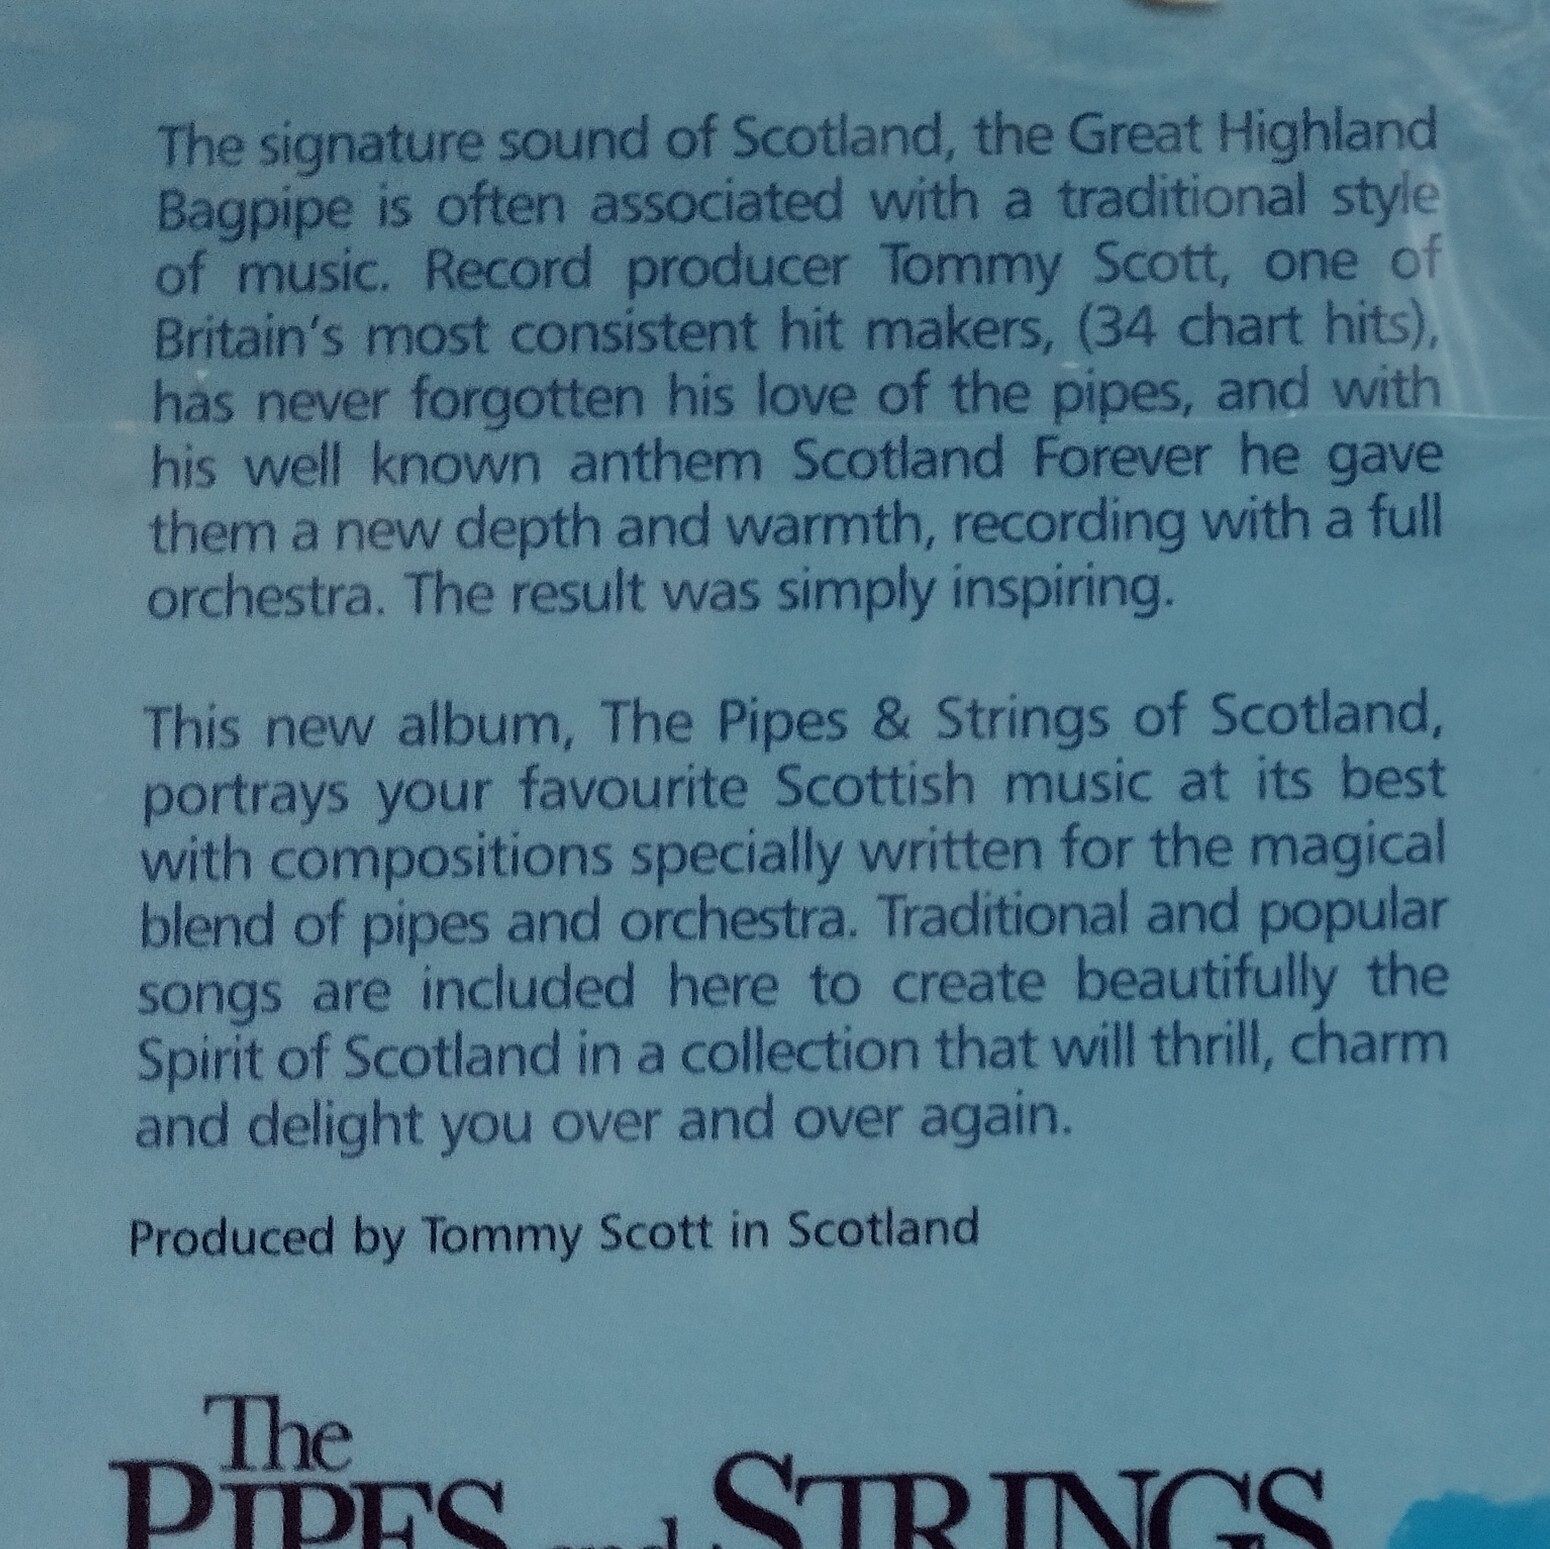 The signature sound of Scotland, the Great Highland
Bagpipe is often associated with a traditional style
of music. Record producer Tommy Scott, one of
Britain's most consistent hit makers, (34 chart hits),
has never forgotten his love of the pipes, and with
his well known anthem Scotland Forever he gave
them a new depth and warmth, recording with a full
orchestra. The result was simply inspiring.
This new album, The Pipes & Strings of Scotland,
portrays your favourite Scottish music at its best
with compositions specially written for the magical
blend of pipes and orchestra. Traditional and popular
songs are included here to create beautifully the
Spirit of Scotland in a collection that will thrill, charm
and delight you over and over again.
Produced by Tommy Scott in Scotland
The
PIPES and STRINGS